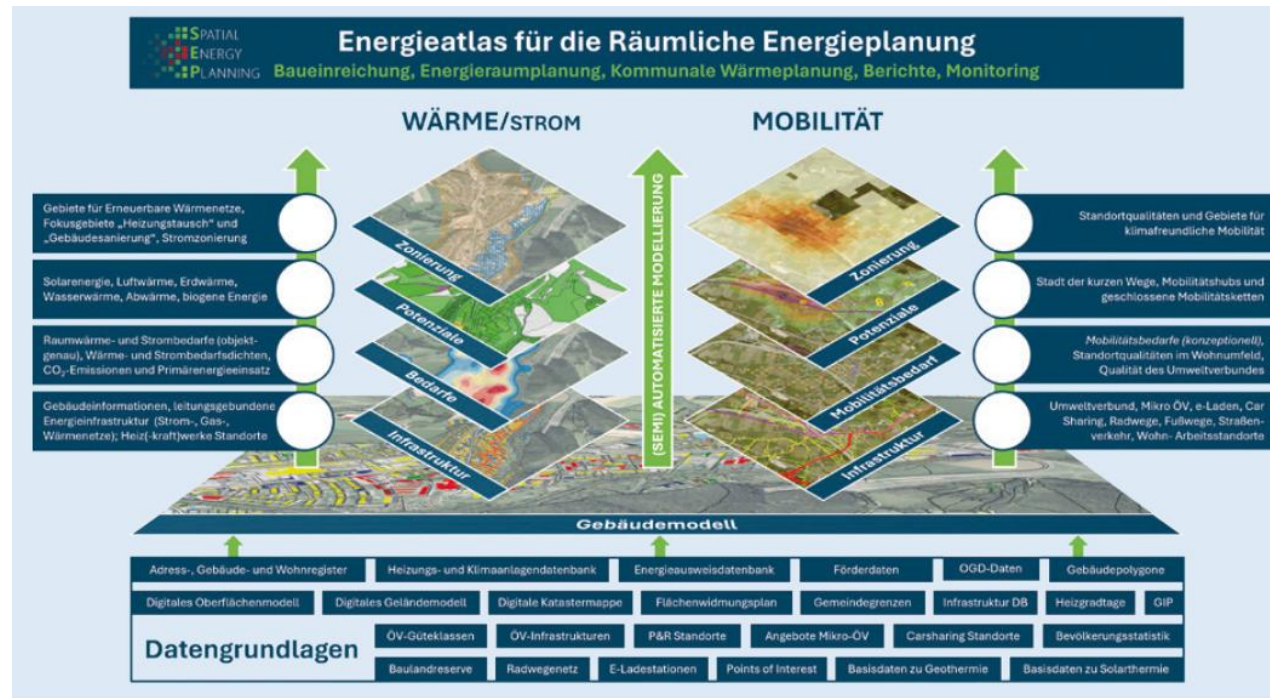 SPATIAL
ENERGY
PLANNING
Energieatlas für die Räumliche Energieplanung
Baueinreichung, Energieraumplanung, Kommunale Wärmeplanung, Berichte, Monitoring
WÄRME/STROM
MOBILITÄT
Gebiete für Erneuerbare Wärmenetze,
Fokusgebiete „Heizungstausch" und
„Gebäudesanierung", Stromzonierung
Solarenergie, Luftwärme, Erdwärme,
Wasserwärme, Abwärme, biogene Energie
Raumwärme- und Strombedarfe (objekt-
genau), Wärme- und Strombedarfsdichten,
CO₂-Emissionen und Primärenergieeinsatz
Gebäudeinformationen, leitungsgebundene
Energieinfrastruktur (Strom-, Gas-,
Wärmenetze); Heiz(-kraft)werke Standorte
Zonierung
Potenziale
Bedarfe
Infrastruktur
(SEMI) AUTOMATISIERTE MODELLIERUNG
Zonierung
Potenziale
Mobilitätsbedarf
Infrastruktur
Standortqualitäten und Gebiete für
klimafreundliche Mobilität
Stadt der kurzen Wege, Mobilitätshubs und
geschlossene Mobilitätsketten
Mobilitätsbedarfe (konzeptionell),
Standortqualitäten im Wohnumfeld,
Qualität des Umweltverbundes
Umweltverbund, Mikro ÖV, e-Laden, Car
Sharing, Radwege, Fußwege, Straßen-
verkehr, Wohn- Arbeitsstandorte
Gebäudemodell
Adress-, Gebäude- und Wohnregister
Heizungs- und Klimaanlagendatenbank
Energieausweisdatenbank
Förderdaten
OGD-Daten
Gebäudepolygone
Digitales Oberflächenmodell
Digitales Geländemodell
Digitale Katastermappe
Flächenwidmungsplan
Gemeindegrenzen
Infrastruktur DB
Heizgradtage
GIP
Datengrundlagen
ÖV-Güteklassen
ÖV-Infrastrukturen
P&R Standorte
Angebote Mikro-ÖV
Carsharing Standorte
Bevölkerungsstatistik
Baulandreserve
Radwegenetz
E-Ladestationen
Points of Interest
Basisdaten zu Geothermie
Basisdaten zu Solarthermie